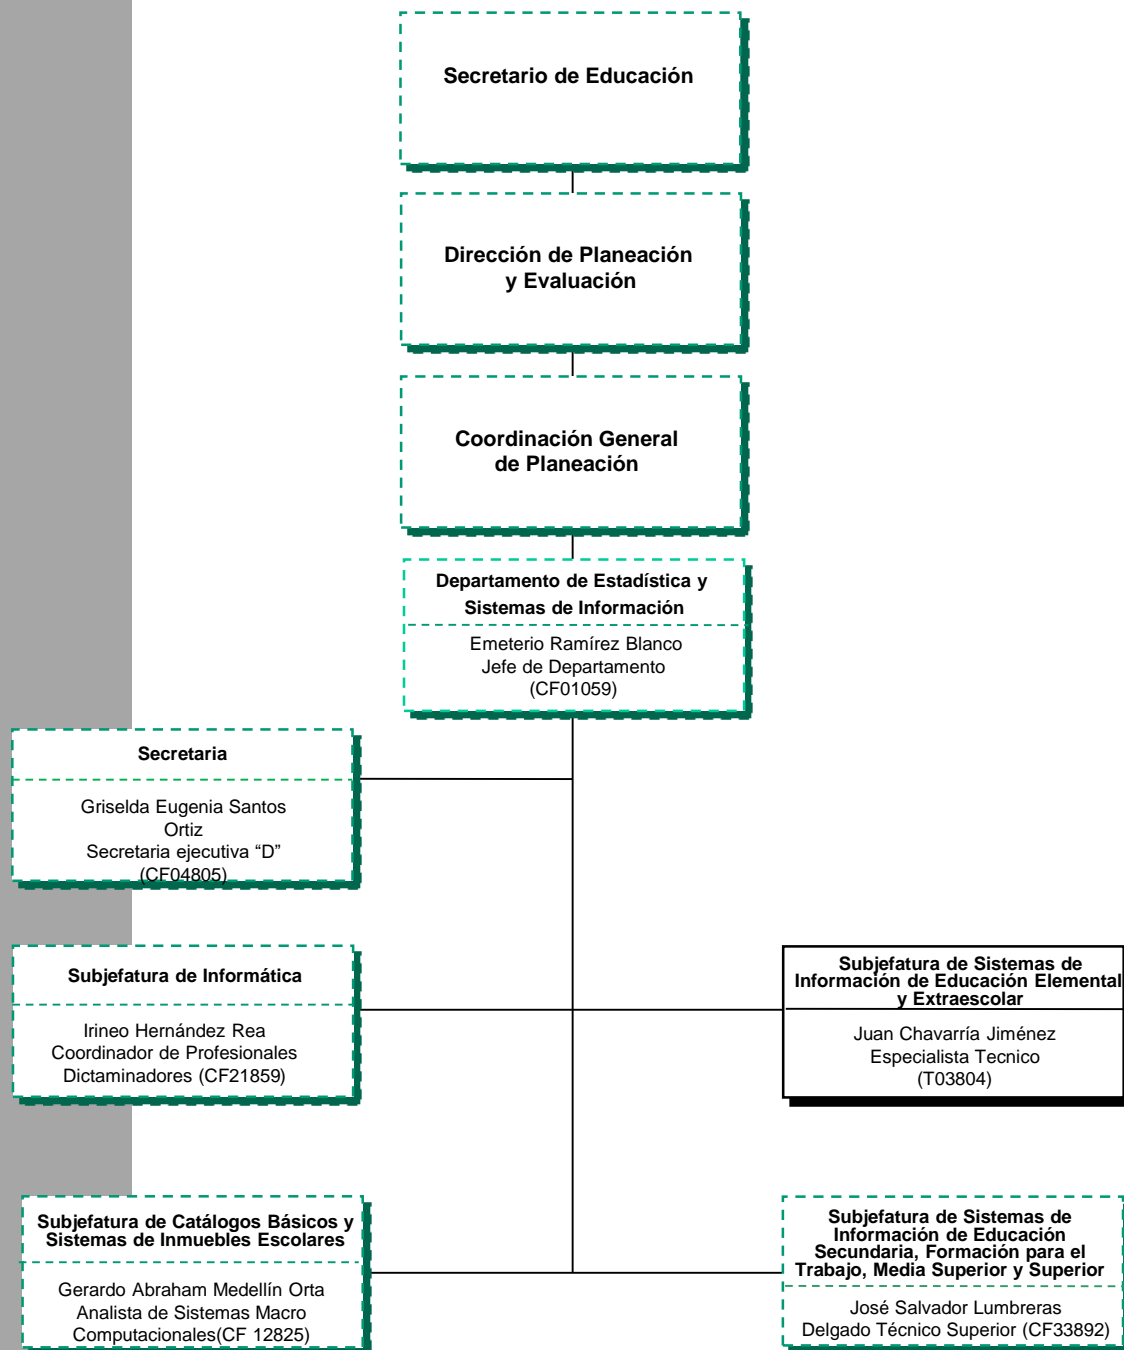 Secretario de Educación
Dirección de Planeación
y Evaluación
Coordinación General
de Planeación
Departamento de Estadística y
Sistemas de Información
Emeterio Ramírez Blanco
Jefe de Departamento
(CF01059)
Secretaria
Griselda Eugenia Santos
Ortiz
Secretaria ejecutiva “D”
(CF04805)
Subjefatura de Informática
Irineo Hernández Rea
Coordinador de Profesionales
Dictaminadores (CF21859)
Subjefatura de Sistemas de
Información de Educación Elemental
y Extraescolar
Juan Chavarría Jiménez
Especialista Tecnico
(T03804)
Subjefatura de Catálogos Básicos y
Sistemas de Inmuebles Escolares
Gerardo Abraham Medellín Orta
Analista de Sistemas Macro
Computacionales(CF 12825)
Subjefatura de Sistemas de
Información de Educación
Secundaria, Formación para el
Trabajo, Media Superior y Superior
José Salvador Lumbreras
Delgado Técnico Superior (CF33892)